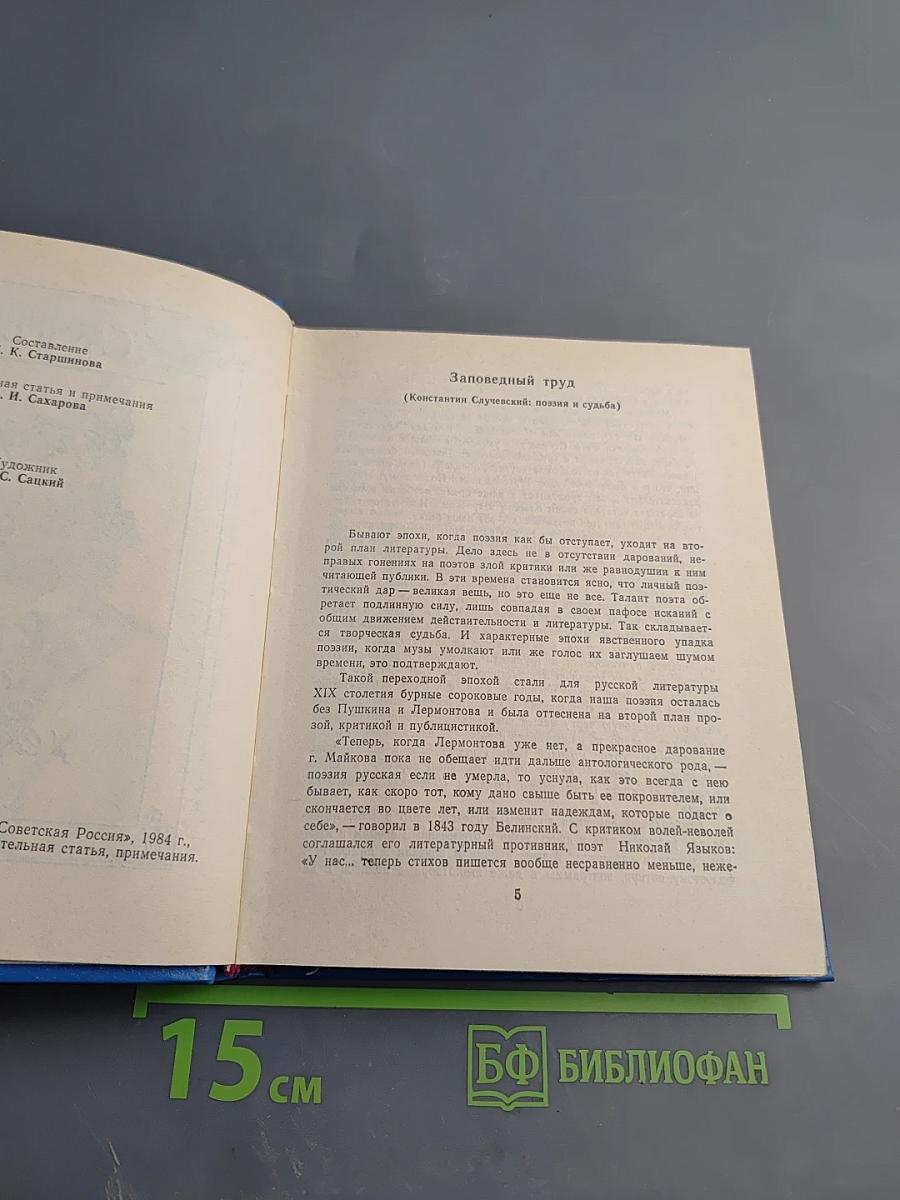 Составление
К. Старшинова
статья и примечания
И. Сахарова
С. Сацкий
Советская Россия», 1984 г.,
статья, примечания.
Заповедный труд
(Константин Случевский: поэзия и судьба)
Бывают эпохи, когда поэзия как бы отступает, уходит на вто-
рой план литературы. Дело здесь не в отсутствии дарований, не-
правых гонениях на поэтов злой критики или же равнодушии к ним
читающей публики. В эти времена становится ясно, что личный поэ-
тический дар — великая вещь, но это еще не все. Талант поэта об-
ретает подлинную силу, лишь совпадая в своем пафосе исканий с
общим движением действительности и литературы. Так складывает-
ся творческая судьба. И характерные эпохи явственного упадка
поэзии, когда музы умолкают или же голос их заглушаем шумом
времени, это подтверждают.
Такой переходной эпохой стали для русской литературы
XIX столетия бурные сороковые годы, когда наша поэзия осталась
без Пушкина и Лермонтова и была оттеснена на второй план про-
зой, критикой и публицистикой.
«Теперь, когда Лермонтова уже нет, а прекрасное дарование
г. Майкова пока не обещает идти дальше антологического рода, —
поэзия русская если не умерла, то уснула, как это всегда с нею
бывает, как скоро тот, кому дано свыше быть ее покровителем, или
скончается во цвете лет, или изменит надеждам, которые подаст о
себе», — говорил в 1843 году Белинский. С критиком волей-неволей
соглашался его литературный противник, поэт Николай Языков:
«У нас... теперь стихов пишется вообще несравненно меньше, неже-
5
15 см
БФ БИБЛИОФАН